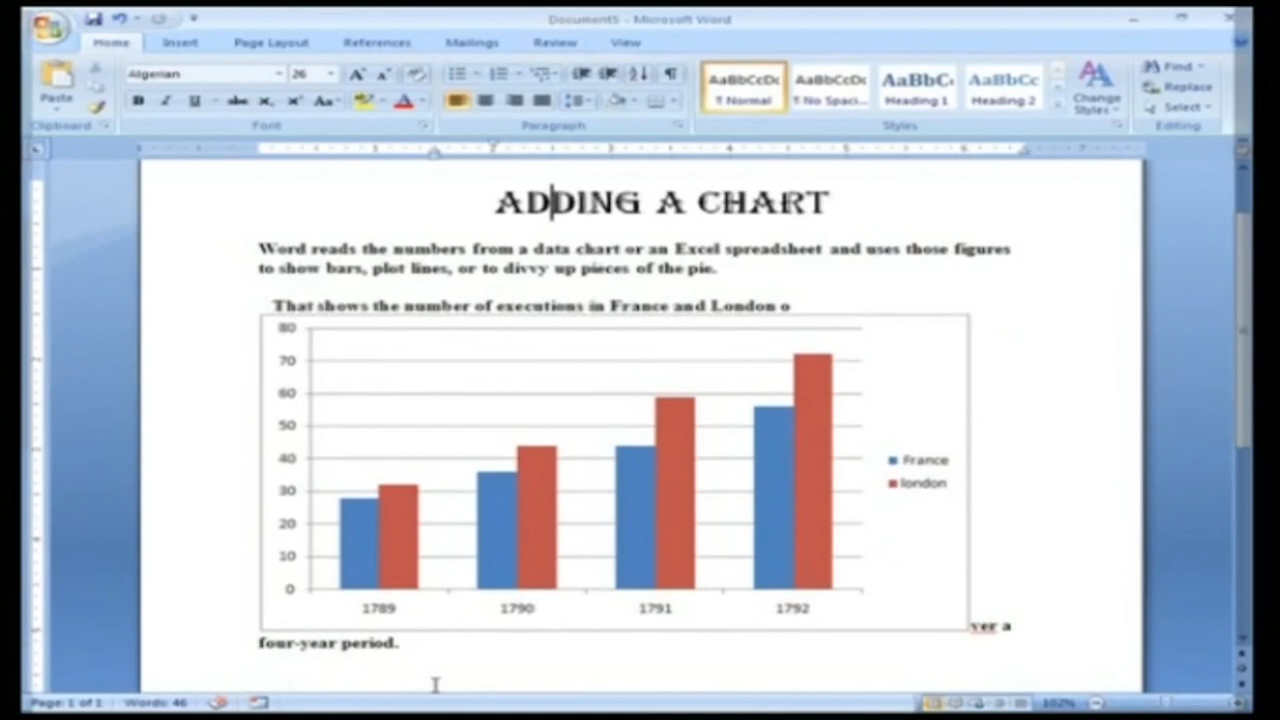 Document5 - Microsoft Word
Home Insert Page Layout References Mailings Review View
Algerian 26
Paste
B I U abc x₂ x² Aa A
AaBbCcDc AaBbCcDc AaBbC AaBbCc
¶ Normal ¶ No Spaci... Heading 1 Heading 2
Change Styles
Find
Replace
Select
Clipboard Font Paragraph Styles Editing
ADDING A CHART
Word reads the numbers from a data chart or an Excel spreadsheet and uses those figures
to show bars, plot lines, or to divvy up pieces of the pie.
That shows the number of executions in France and London o
80
70
60
50
40
30
20
10
0
1789 1790 1791 1792
France
london
ver a
four-year period.
Page: 1 of 1 Words: 46 102%